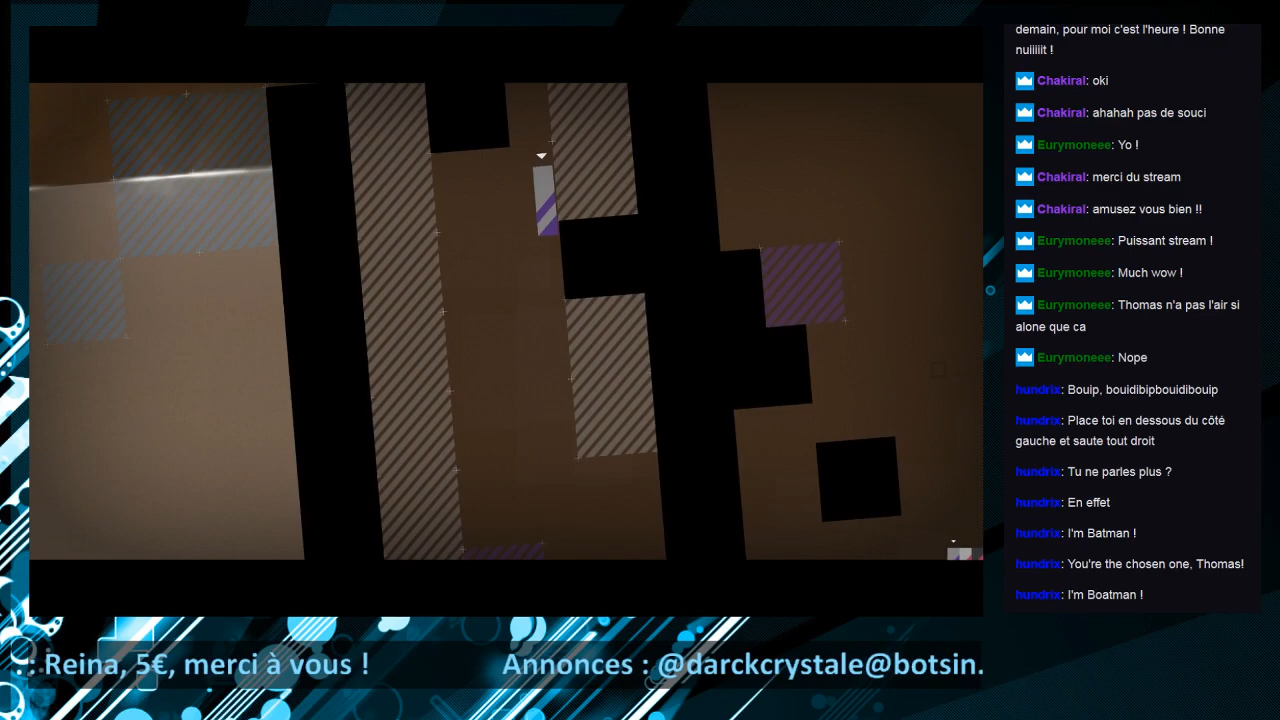 demain, pour moi c'est l'heure ! Bonne
nuiiiiit !
Chakiral: oki
Chakiral: ahahah pas de souci
Eurymoneee: Yo !
Chakiral: merci du stream
Chakiral: amusez vous bien !!
Eurymoneee: Puissant stream !
Eurymoneee: Much wow !
Eurymoneee: Thomas n'a pas l'air si
alone que ca
Eurymoneee: Nope
hundrix: Bouip, bouidibipbouidibouip
hundrix: Place toi en dessous du côté
gauche et saute tout droit
hundrix: Tu ne parles plus ?
hundrix: En effet
hundrix: I'm Batman !
hundrix: You're the chosen one, Thomas!
hundrix: I'm Boatman !
: Reina, 5€, merci à vous ! Annonces : @darckcrystale@botsin.